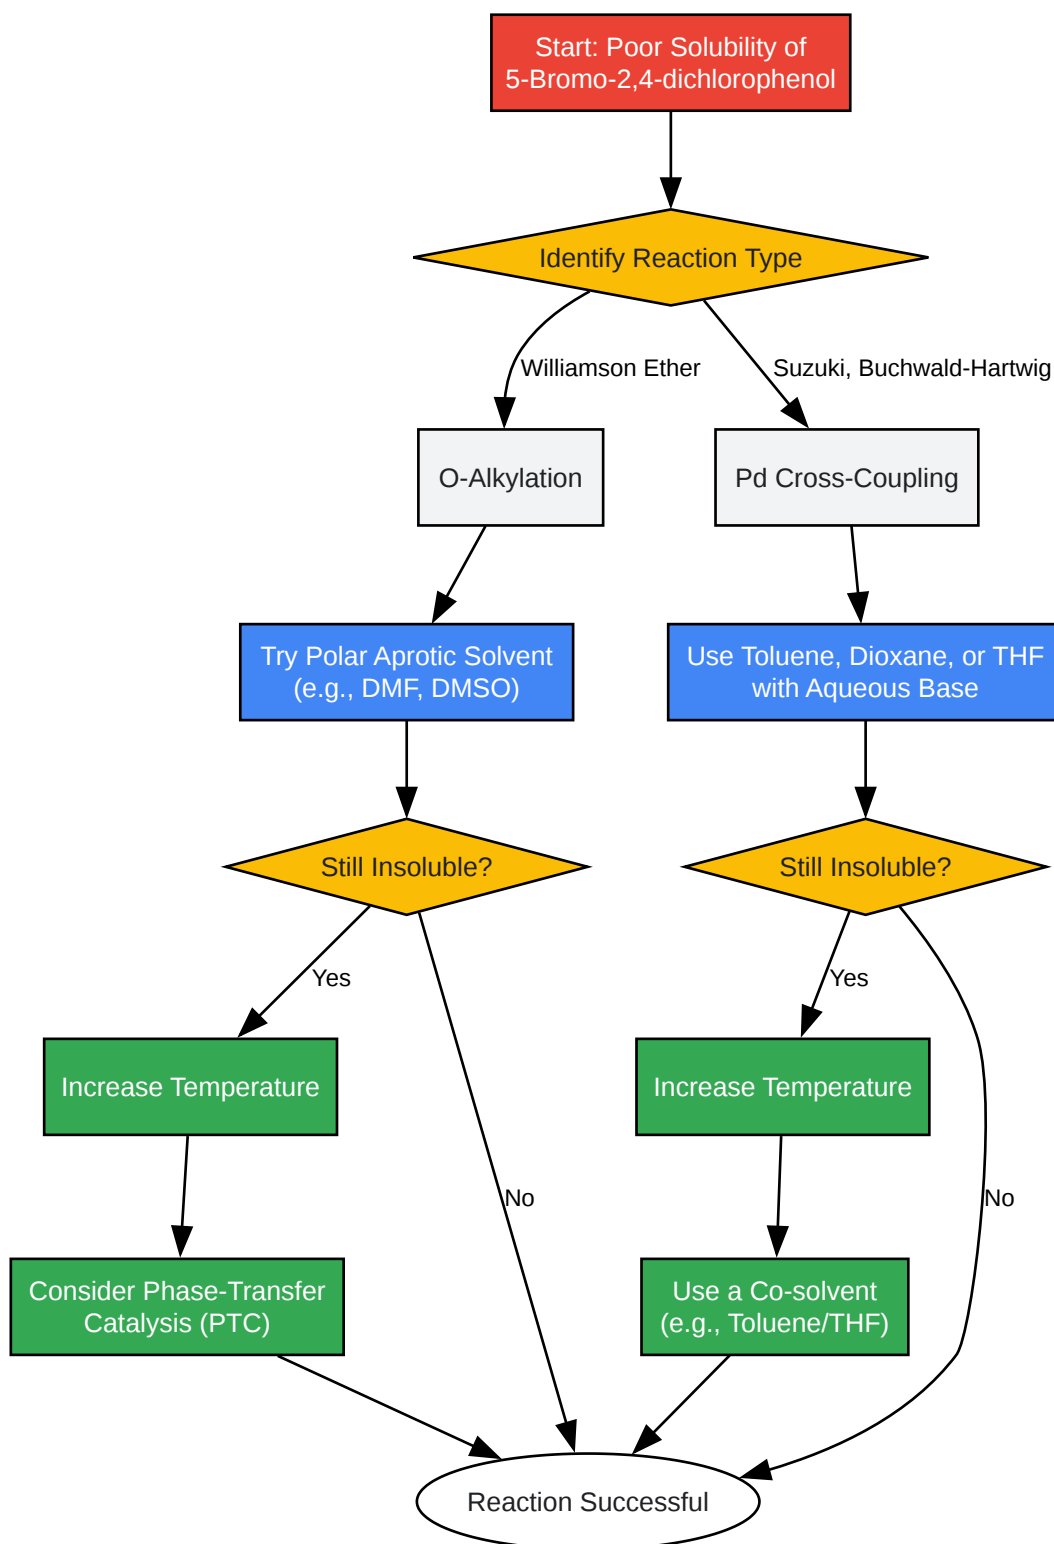 Start: Poor Solubility of
5-Bromo-2,4-dichlorophenol
Identify Reaction Type
Williamson Ether
Suzuki, Buchwald-Hartwig
O-Alkylation
Pd Cross-Coupling
Try Polar Aprotic Solvent
(e.g., DMF, DMSO)
Use Toluene, Dioxane, or THF
with Aqueous Base
Still Insoluble?
Still Insoluble?
Yes
Yes
Increase Temperature
Increase Temperature
No
No
Consider Phase-Transfer
Catalysis (PTC)
Use a Co-solvent
(e.g., Toluene/THF)
Reaction Successful